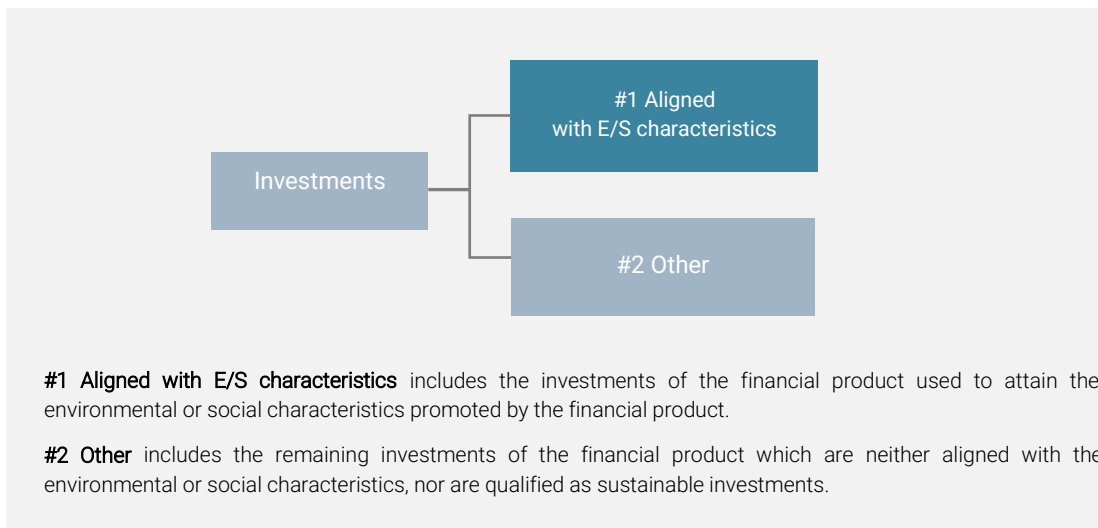 #1 Aligned
with E/S characteristics
Investments
#2 Other
#1 Aligned with E/S characteristics includes the investments of the financial product used to attain the
environmental or social characteristics promoted by the financial product.
#2 Other includes the remaining investments of the financial product which are neither aligned with the
environmental or social characteristics, nor are qualified as sustainable investments.